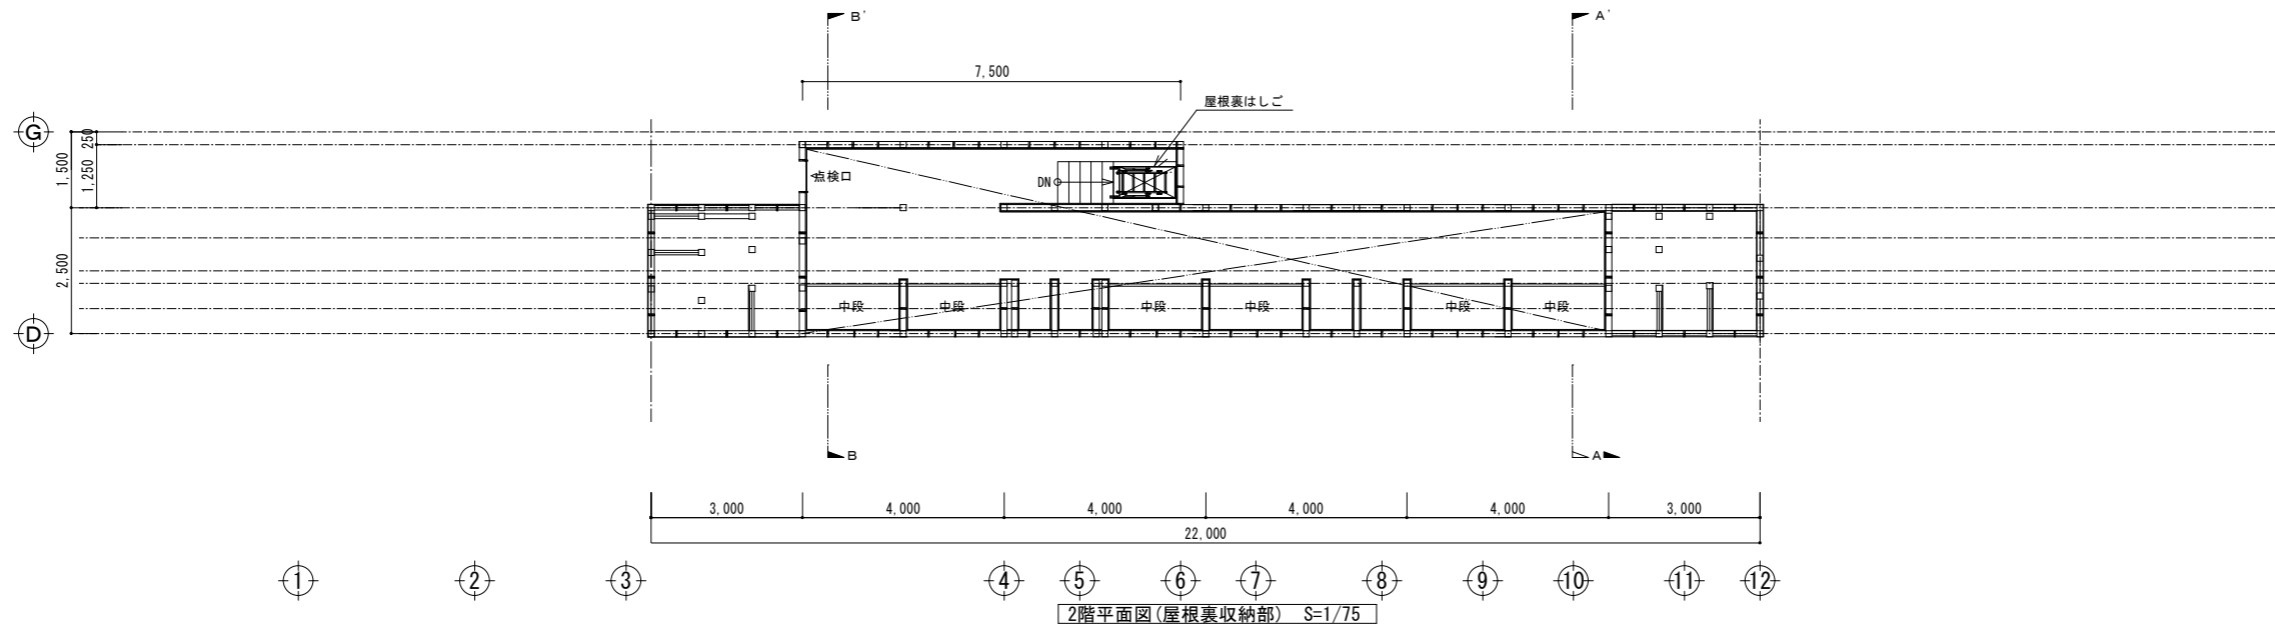 B'
A'
7,500
屋根裏はしご
G
250
1,500
1,250
点検口
DN
2,500
中段
中段
中段
中段
中段
中段
D
B
A
3,000
4,000
4,000
4,000
4,000
3,000
22,000
1
2
3
4
5
6
7
8
9
10
11
12
2階平面図(屋根裏収納部) S=1/75